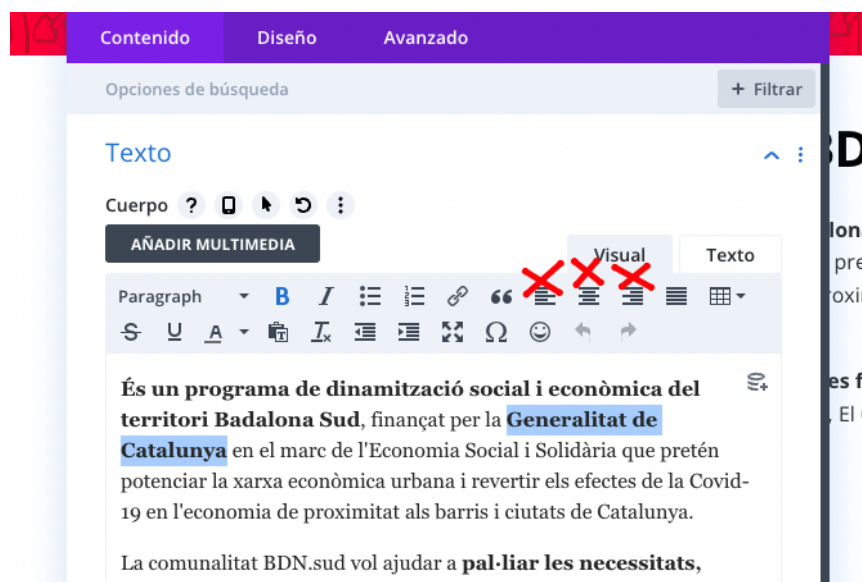 Contenido Diseño Avanzado
Opciones de búsqueda + Filtrar
Texto
Cuerpo ?
AÑADIR MULTIMEDIA Visual Texto
Paragraph B I
S U A T Ω
És un programa de dinamització social i econòmica del
territori Badalona Sud, finançat per la Generalitat de
Catalunya en el marc de l'Economia Social i Solidària que pretén
potenciar la xarxa econòmica urbana i revertir els efectes de la Covid-
19 en l'economia de proximitat als barris i ciutats de Catalunya.
La comunalitat BDN.sud vol ajudar a pal·liar les necessitats,